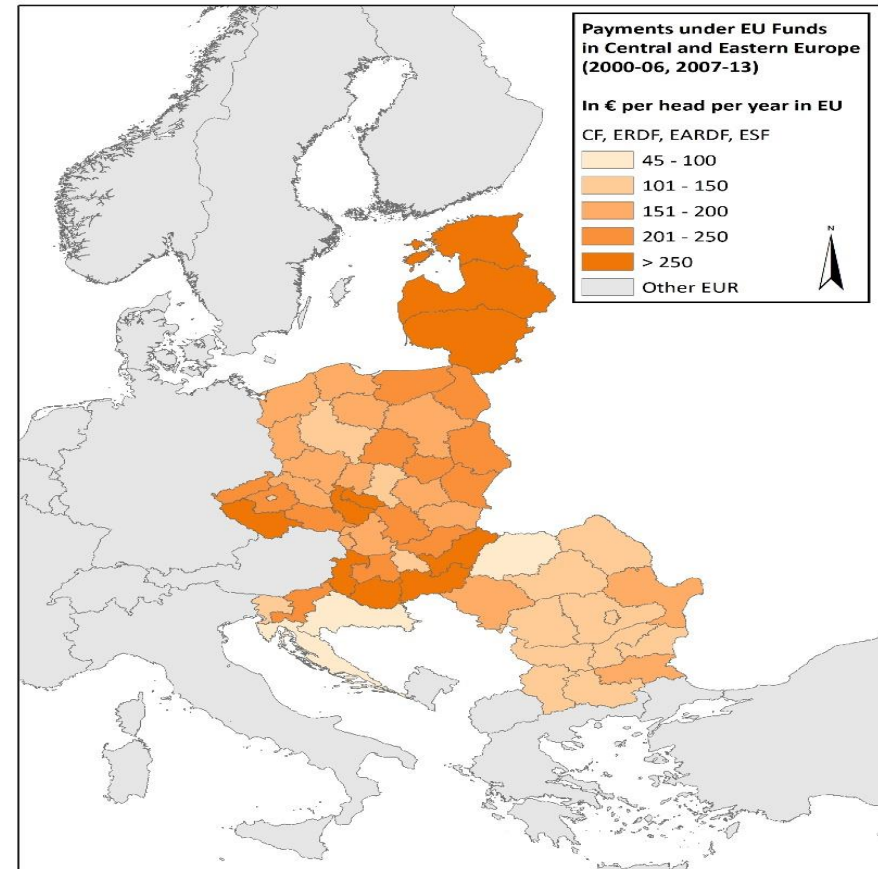 Payments under EU Funds
in Central and Eastern Europe
(2000-06, 2007-13)
In € per head per year in EU
CF, ERDF, EARDF, ESF
45 - 100
101 - 150
151 - 200
201 - 250
> 250
Other EUR
N